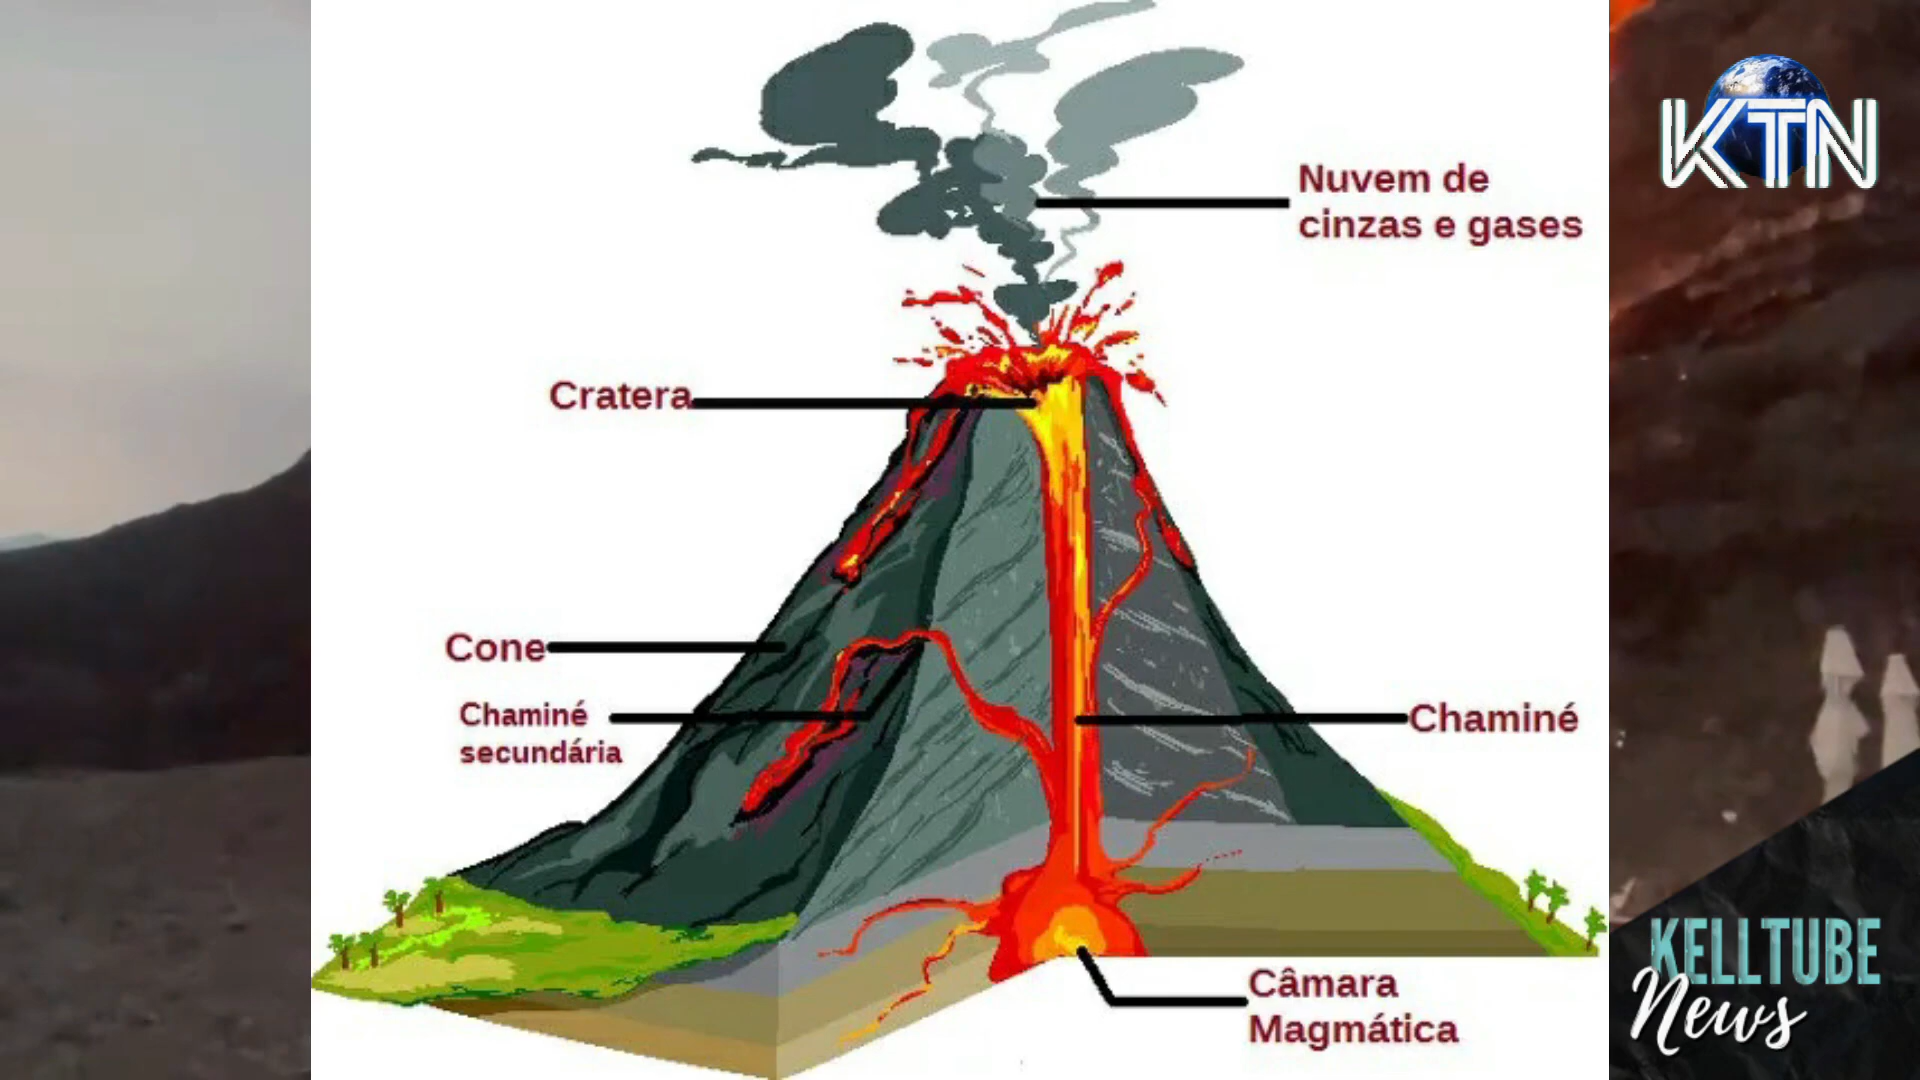 KTN
Nuvem de
cinzas e gases
Cratera
Cone
Chaminé
secundária
Chaminé
Câmara
Magmática
KELLTUBE
News